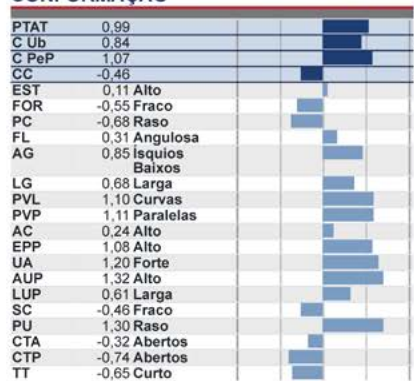 CONFORMAÇÃO
PTAT 0,99
C Ub 0,84
C PeP 1,07
CC -0,46
EST 0,11 Alto
FOR -0,55 Fraco
PC -0,68 Raso
FL 0,31 Angulosa
AG 0,85 Ísquios
Baixos
LG 0,68 Larga
PVL 1,10 Curvas
PVP 1,11 Paralelas
AC 0,24 Alto
EPP 1,08 Alto
UA 1,20 Forte
AUP 1,32 Alto
LUP 0,61 Larga
SC -0,46 Fraco
PU 1,30 Raso
CTA -0,32 Abertos
CTP -0,74 Abertos
TT -0,65 Curto